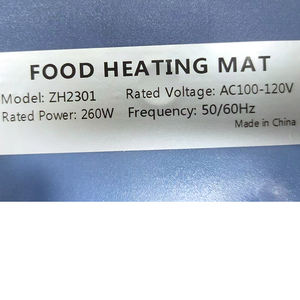 FOOD HEATING MAT
Model: ZH2301 Rated Voltage: AC100-120V
Rated Power: 260W Frequency: 50/60Hz
Made in China